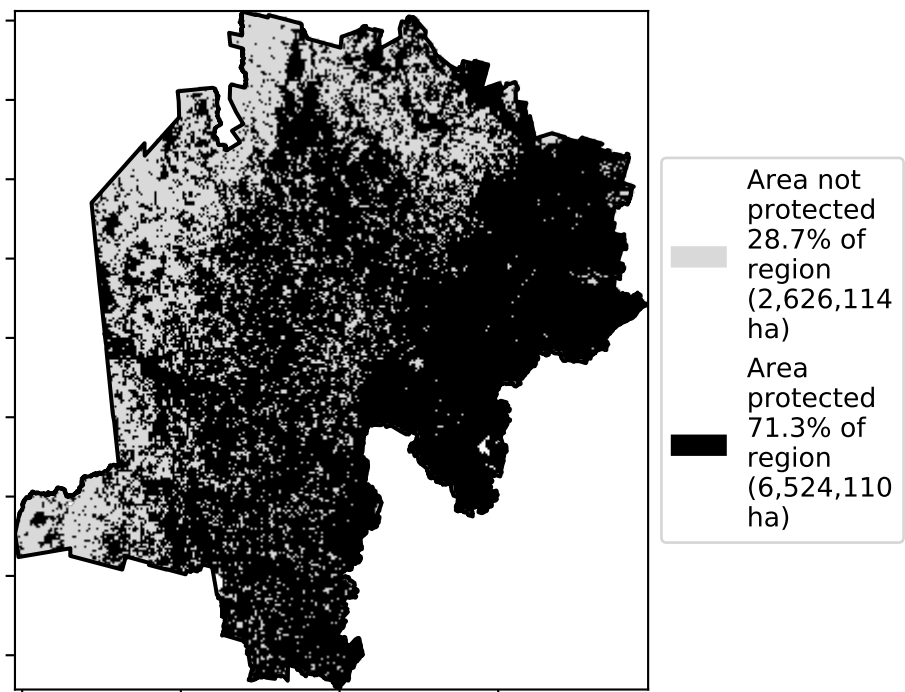 Area not
protected
28.7% of
region
(2,626,114
ha)
Area
protected
71.3% of
region
(6,524,110
ha)